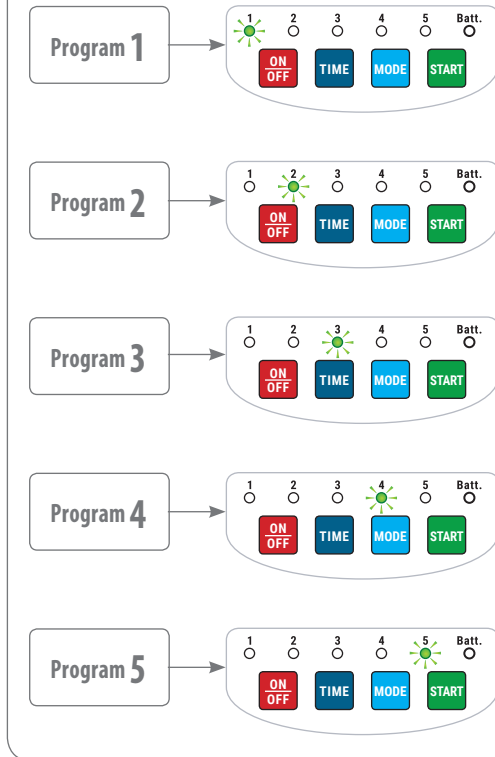 Program 1
1 2 3 4 5 Batt.
ON
OFF
TIME
MODE
START
Program 2
1 2 3 4 5 Batt.
ON
OFF
TIME
MODE
START
Program 3
1 2 3 4 5 Batt.
ON
OFF
TIME
MODE
START
Program 4
1 2 3 4 5 Batt.
ON
OFF
TIME
MODE
START
Program 5
1 2 3 4 5 Batt.
ON
OFF
TIME
MODE
START